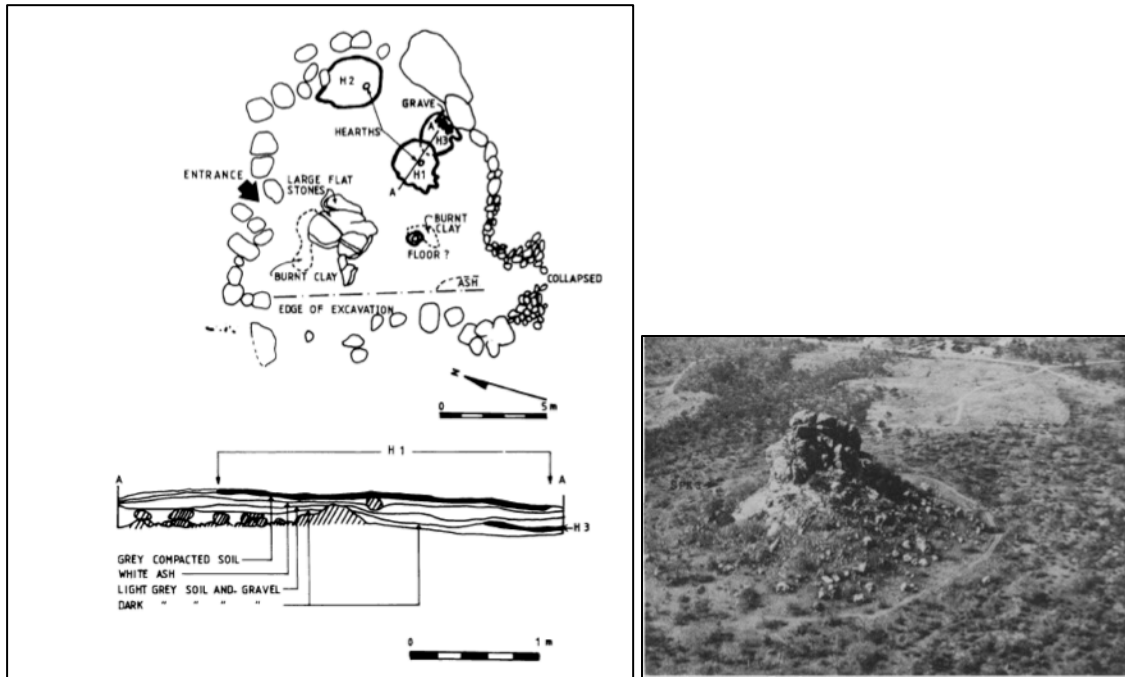 H2
GRAVE
A
HEARTHS
H3
H1
A
ENTRANCE
LARGE FLAT
STONES
BURNT
CLAY
FLOOR ?
BURNT CLAY
ASH
COLLAPSED
EDGE OF EXCAVATION
N
0 5 m
H 1
A A
H 3
GREY COMPACTED SOIL
WHITE ASH
LIGHT GREY SOIL AND GRAVEL
DARK " " " "
0 1 m